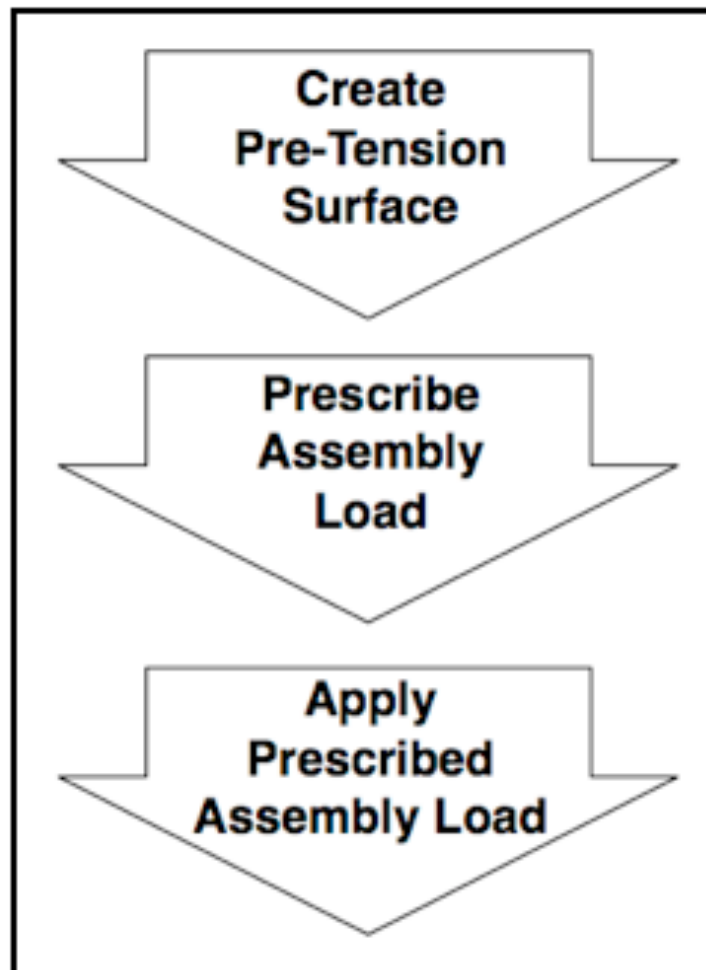 Create
Pre-Tension
Surface
Prescribe
Assembly
Load
Apply
Prescribed
Assembly Load